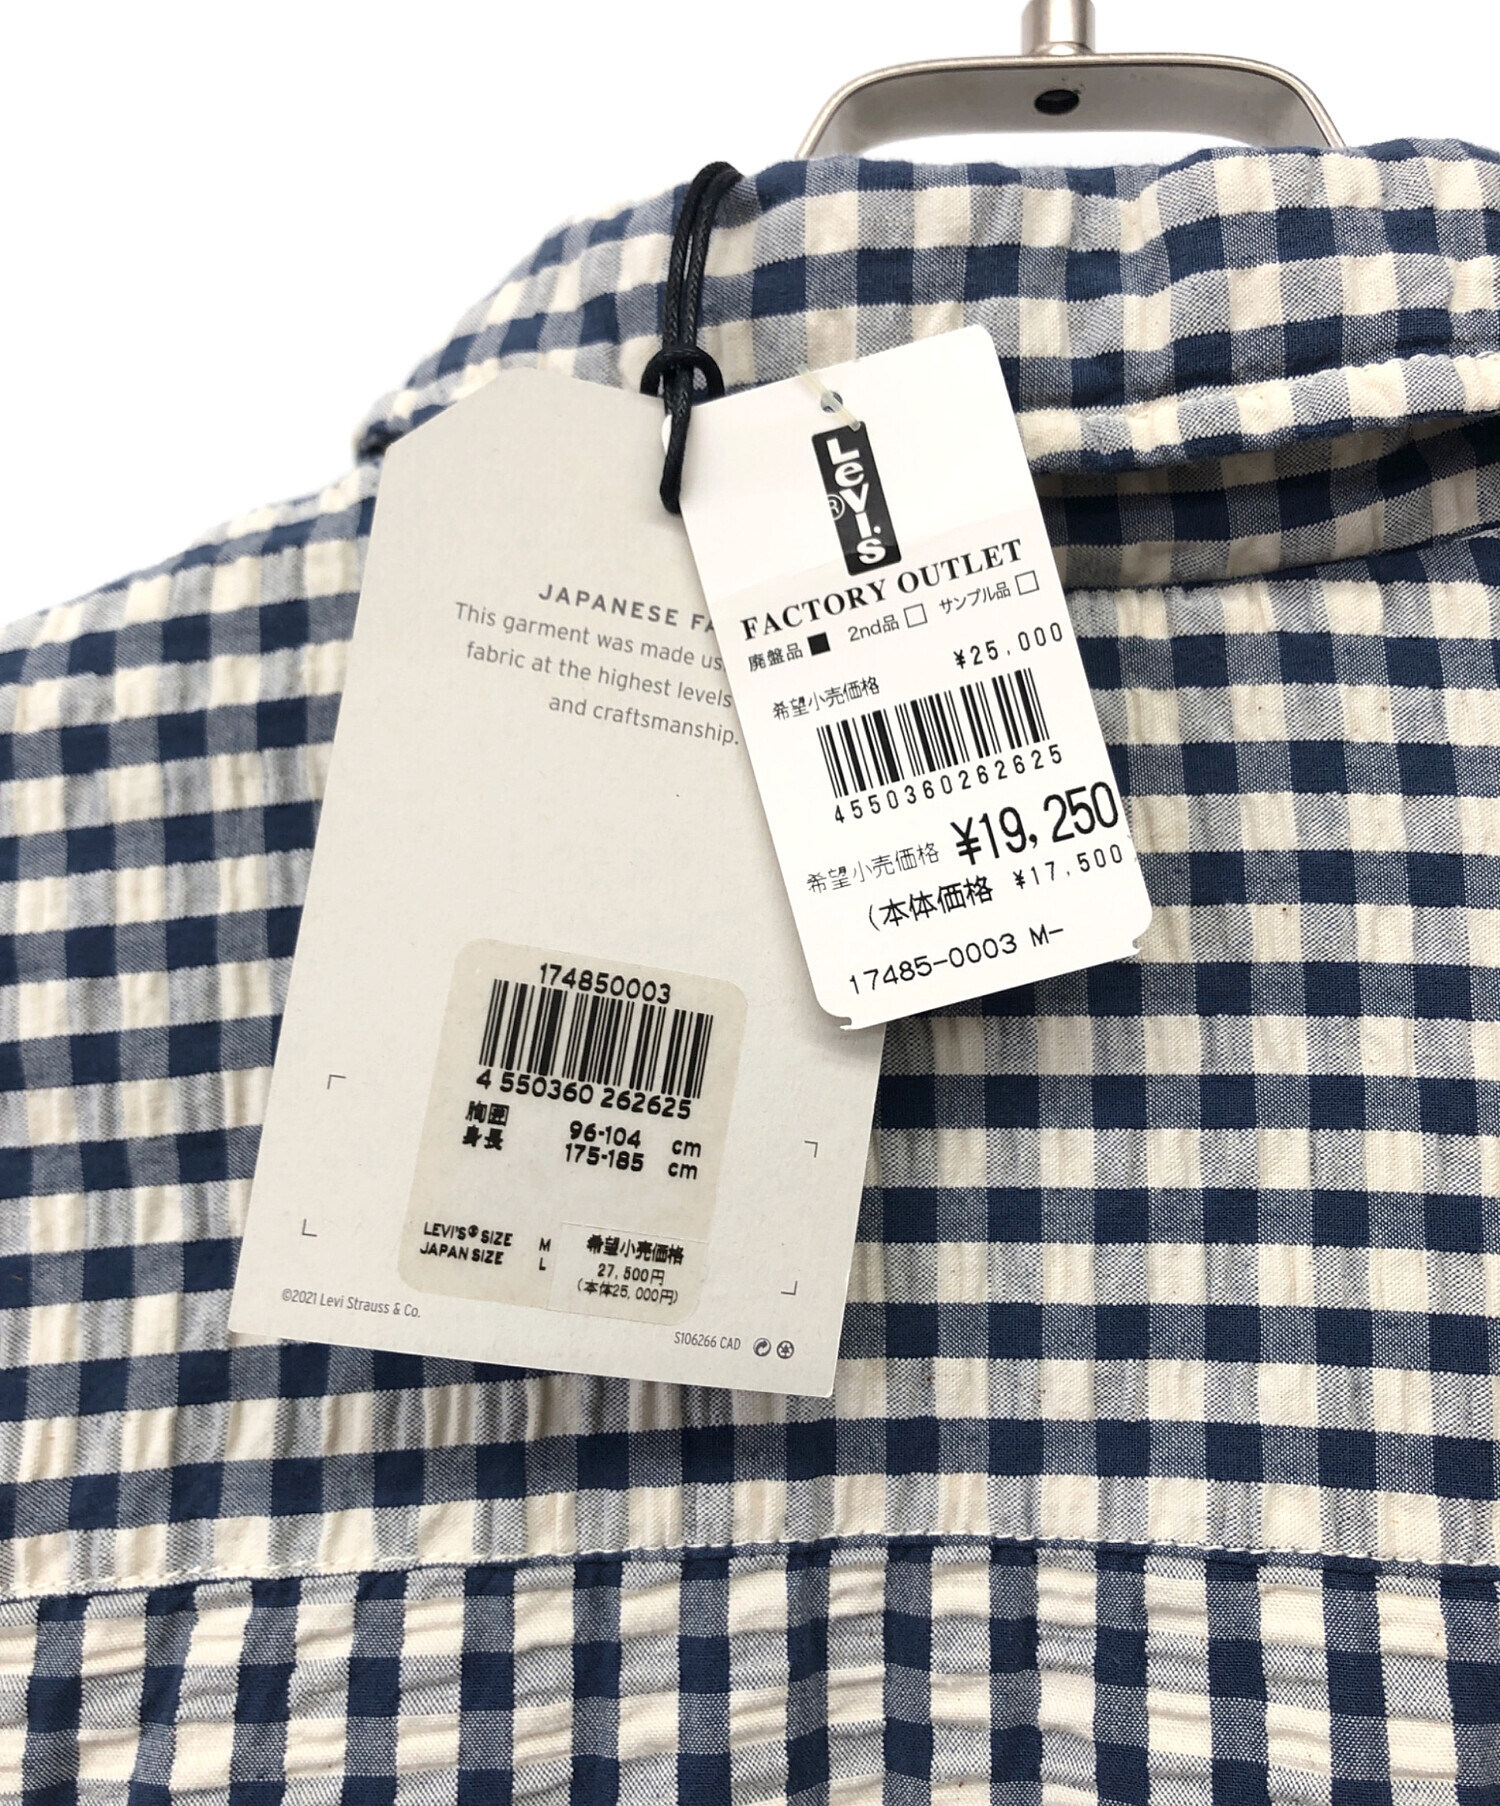 JAPANESE
This garment was made
fabric at the highest levels
and craftsmanship.
174850003
4 550360 262625
胸囲 96-104 cm
身長 175-185 cm
LEVI'S® SIZE M
JAPAN SIZE L
希望小売価格
27,500円
(本体25,000円)
©2021 Levi Strauss & Co.
S106266 CAD
Levi's
®
FACTORY OUTLET
廃盤品 ■ 2nd品 □ サンプル品 □
¥25,000
希望小売価格
4550360262625
希望小売価格 ¥19,250
(本体価格 ¥17,500
17485-0003 M-